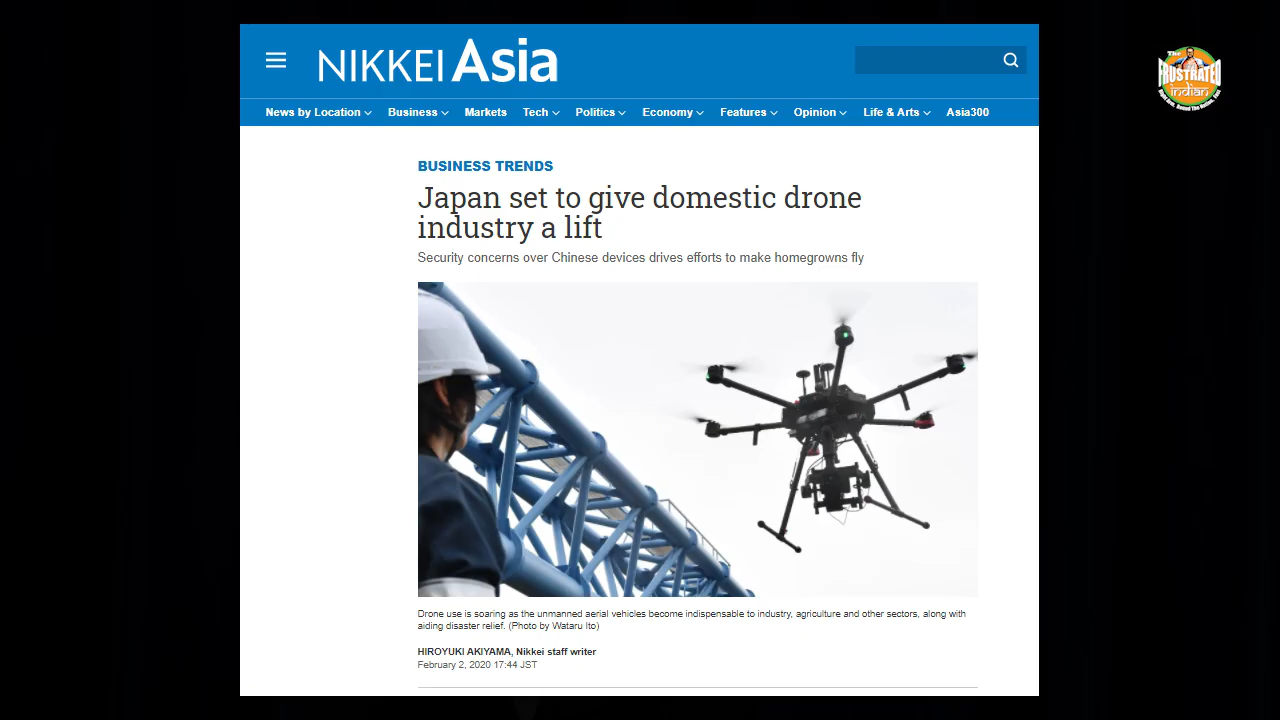 NIKKEI Asia
News by Location Business Markets Tech Politics Economy Features Opinion Life & Arts Asia300
The
FRUSTRATED
indian
BUSINESS TRENDS
Japan set to give domestic drone
industry a lift
Security concerns over Chinese devices drives efforts to make homegrowns fly
Drone use is soaring as the unmanned aerial vehicles become indispensable to industry, agriculture and other sectors, along with
aiding disaster relief. (Photo by Wataru Ito)
HIROYUKI AKIYAMA, Nikkei staff writer
February 2, 2020 17:44 JST